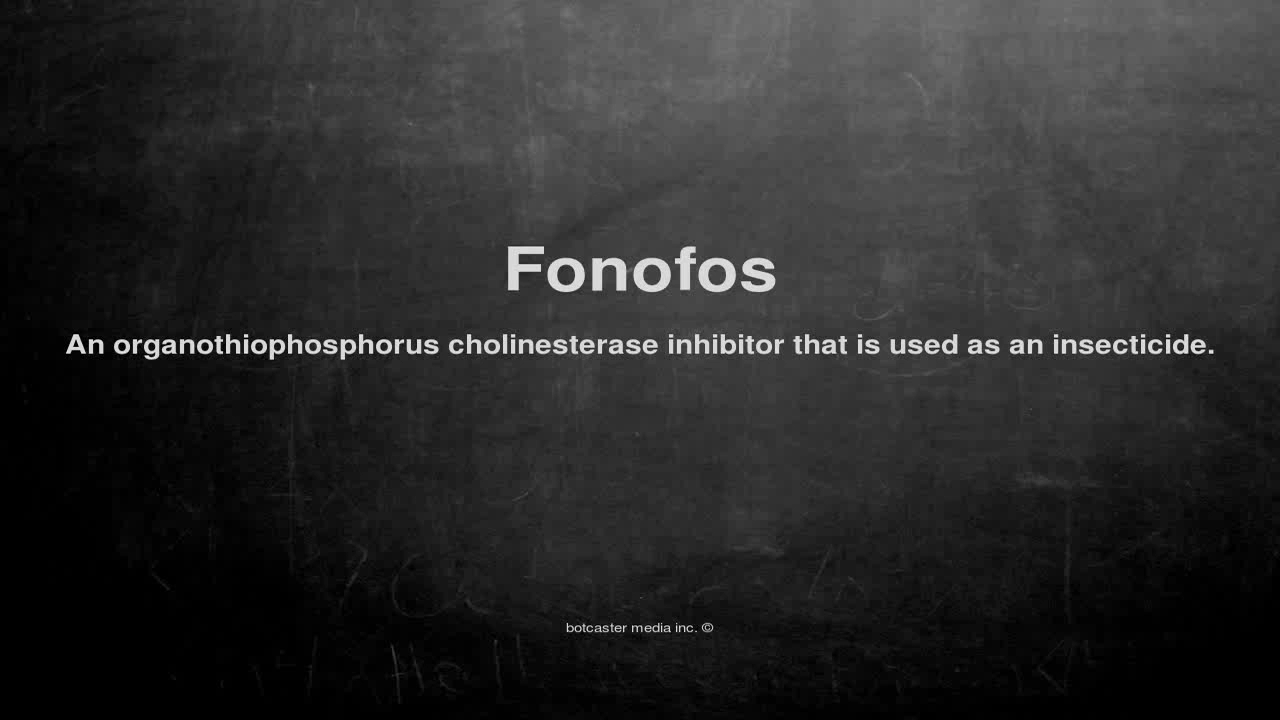 Fonofos
An organothiophosphorus cholinesterase inhibitor that is used as an insecticide.
botcaster media inc. ©